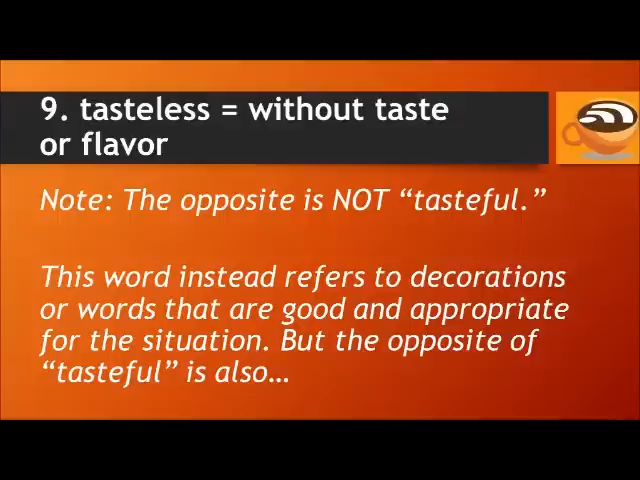 9. tasteless = without taste
or flavor
Note: The opposite is NOT “tasteful.”
This word instead refers to decorations
or words that are good and appropriate
for the situation. But the opposite of
“tasteful” is also…